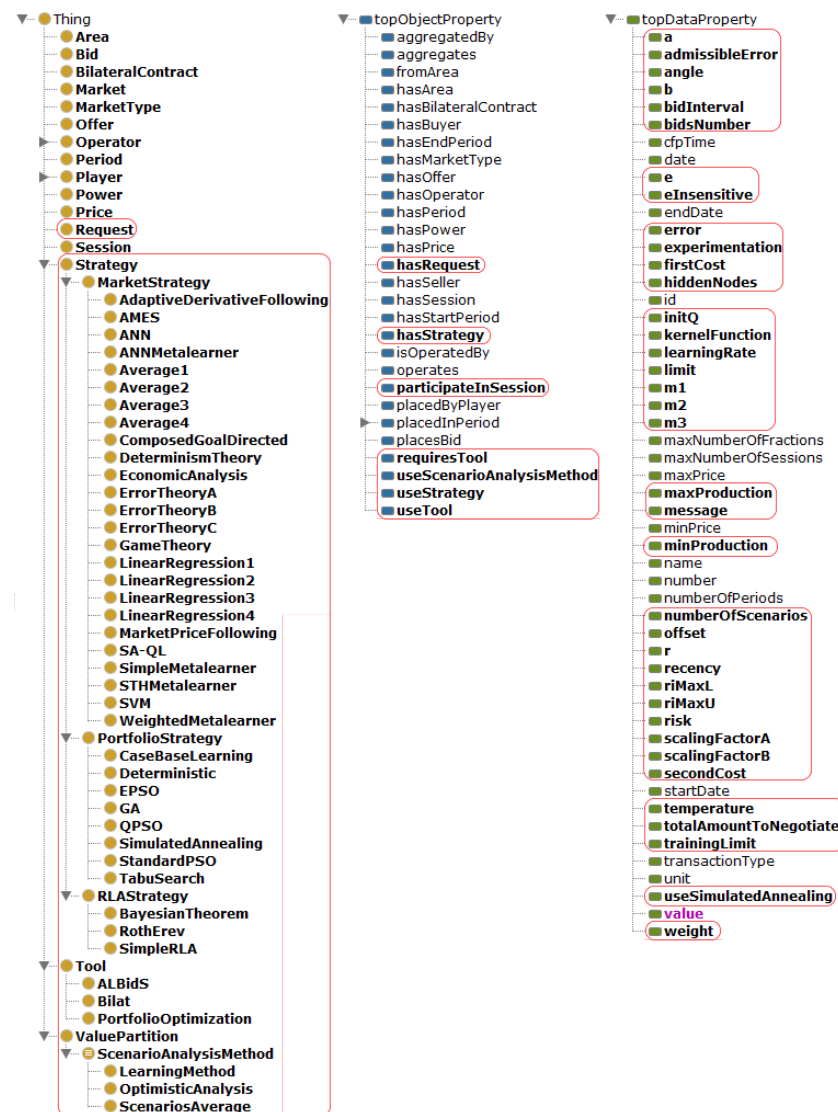 Thing
Area
Bid
BilateralContract
Market
MarketType
Offer
Operator
Period
Player
Power
Price
Request
Session
Strategy
MarketStrategy
AdaptiveDerivativeFollowing
AMES
ANN
ANNMetalearner
Average1
Average2
Average3
Average4
ComposedGoalDirected
DeterminismTheory
EconomicAnalysis
ErrorTheoryA
ErrorTheoryB
ErrorTheoryC
GameTheory
LinearRegression1
LinearRegression2
LinearRegression3
LinearRegression4
MarketPriceFollowing
SA-QL
SimpleMetalearner
STHMetalearner
SVM
WeightedMetalearner
PortfolioStrategy
CaseBaseLearning
Deterministic
EPSO
GA
QPSO
SimulatedAnnealing
StandardPSO
TabuSearch
RLAStrategy
BayesianTheorem
RothErev
SimpleRLA
Tool
ALBidS
Bilat
PortfolioOptimization
ValuePartition
ScenarioAnalysisMethod
LearningMethod
OptimisticAnalysis
ScenariosAverage
topObjectProperty
aggregatedBy
aggregates
fromArea
hasArea
hasBilateralContract
hasBuyer
hasEndPeriod
hasMarketType
hasOffer
hasOperator
hasPeriod
hasPower
hasPrice
hasRequest
hasSeller
hasSession
hasStartPeriod
hasStrategy
isOperatedBy
operates
participateInSession
placedByPlayer
placedInPeriod
placesBid
requiresTool
useScenarioAnalysisMethod
useStrategy
useTool
topDataProperty
a
admissibleError
angle
b
bidInterval
bidsNumber
cfpTime
date
e
eInsensitive
endDate
error
experimentation
firstCost
hiddenNodes
id
initQ
kernelFunction
learningRate
limit
m1
m2
m3
maxNumberOfFractions
maxNumberOfSessions
maxPrice
maxProduction
message
minPrice
minProduction
name
number
numberOfPeriods
numberOfScenarios
offset
r
recency
riMaxL
riMaxU
risk
scalingFactorA
scalingFactorB
secondCost
startDate
temperature
totalAmountToNegotiate
trainingLimit
transactionType
unit
useSimulatedAnnealing
value
weight